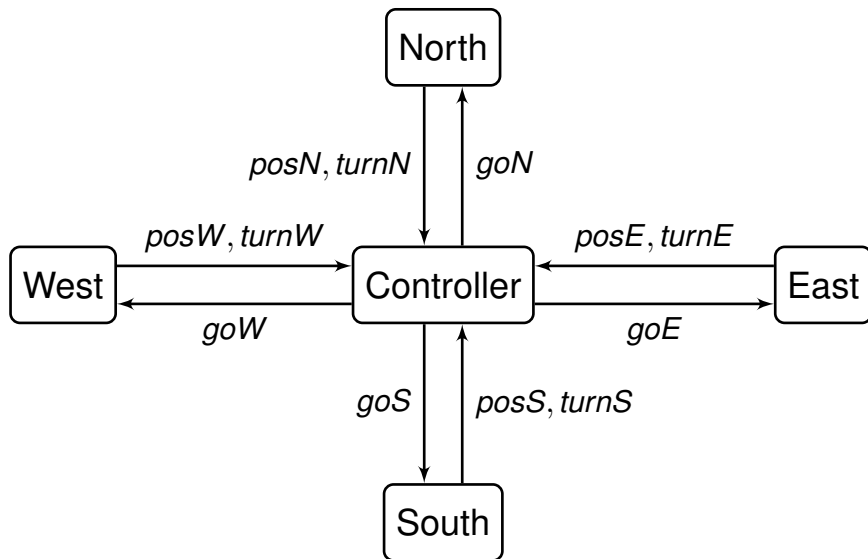 North
posN, turnN
goN
posW, turnW
posE, turnE
West
Controller
East
goW
goE
goS
posS, turnS
South